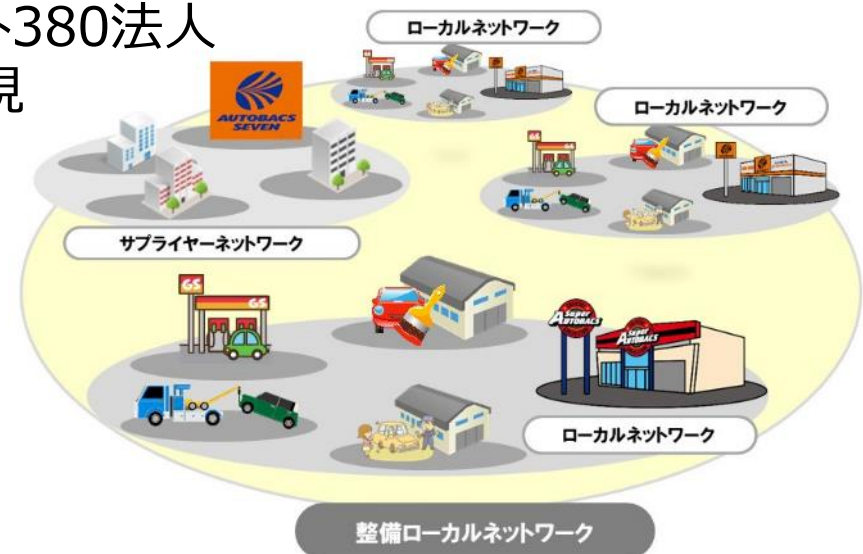 ト380法人
現
ローカルネットワーク
AUTOBACS
SEVEN
ローカルネットワーク
GS
サプライヤーネットワーク
GS
GS
Super
AUTOBACS
Super
AUTOBACS
ローカルネットワーク
整備ローカルネットワーク